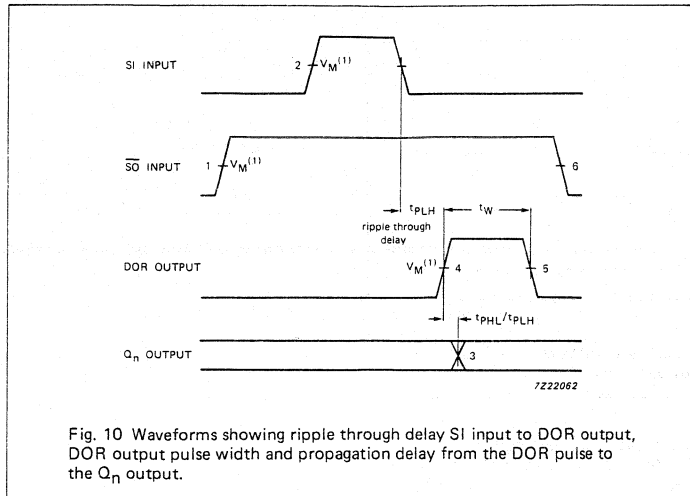 SI INPUT
2 VM(1)
SO INPUT
1 VM(1)
6
tPLH
tW
ripple through
delay
DOR OUTPUT
VM(1) 4
5
tPHL/tPLH
Qn OUTPUT
3
7Z22062
Fig. 10 Waveforms showing ripple through delay SI input to DOR output,
DOR output pulse width and propagation delay from the DOR pulse to
the Qn output.